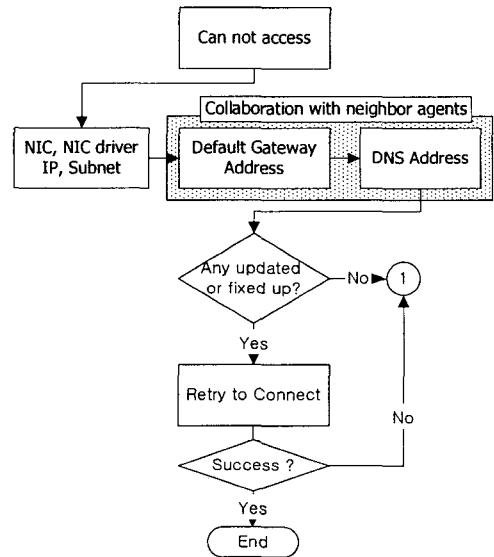 Can not access
Collaboration with neighbor agents
NIC, NIC driver
IP, Subnet
Default Gateway
Address
DNS Address
Any updated
or fixed up?
No
1
Yes
Retry to Connect
No
Success ?
Yes
End